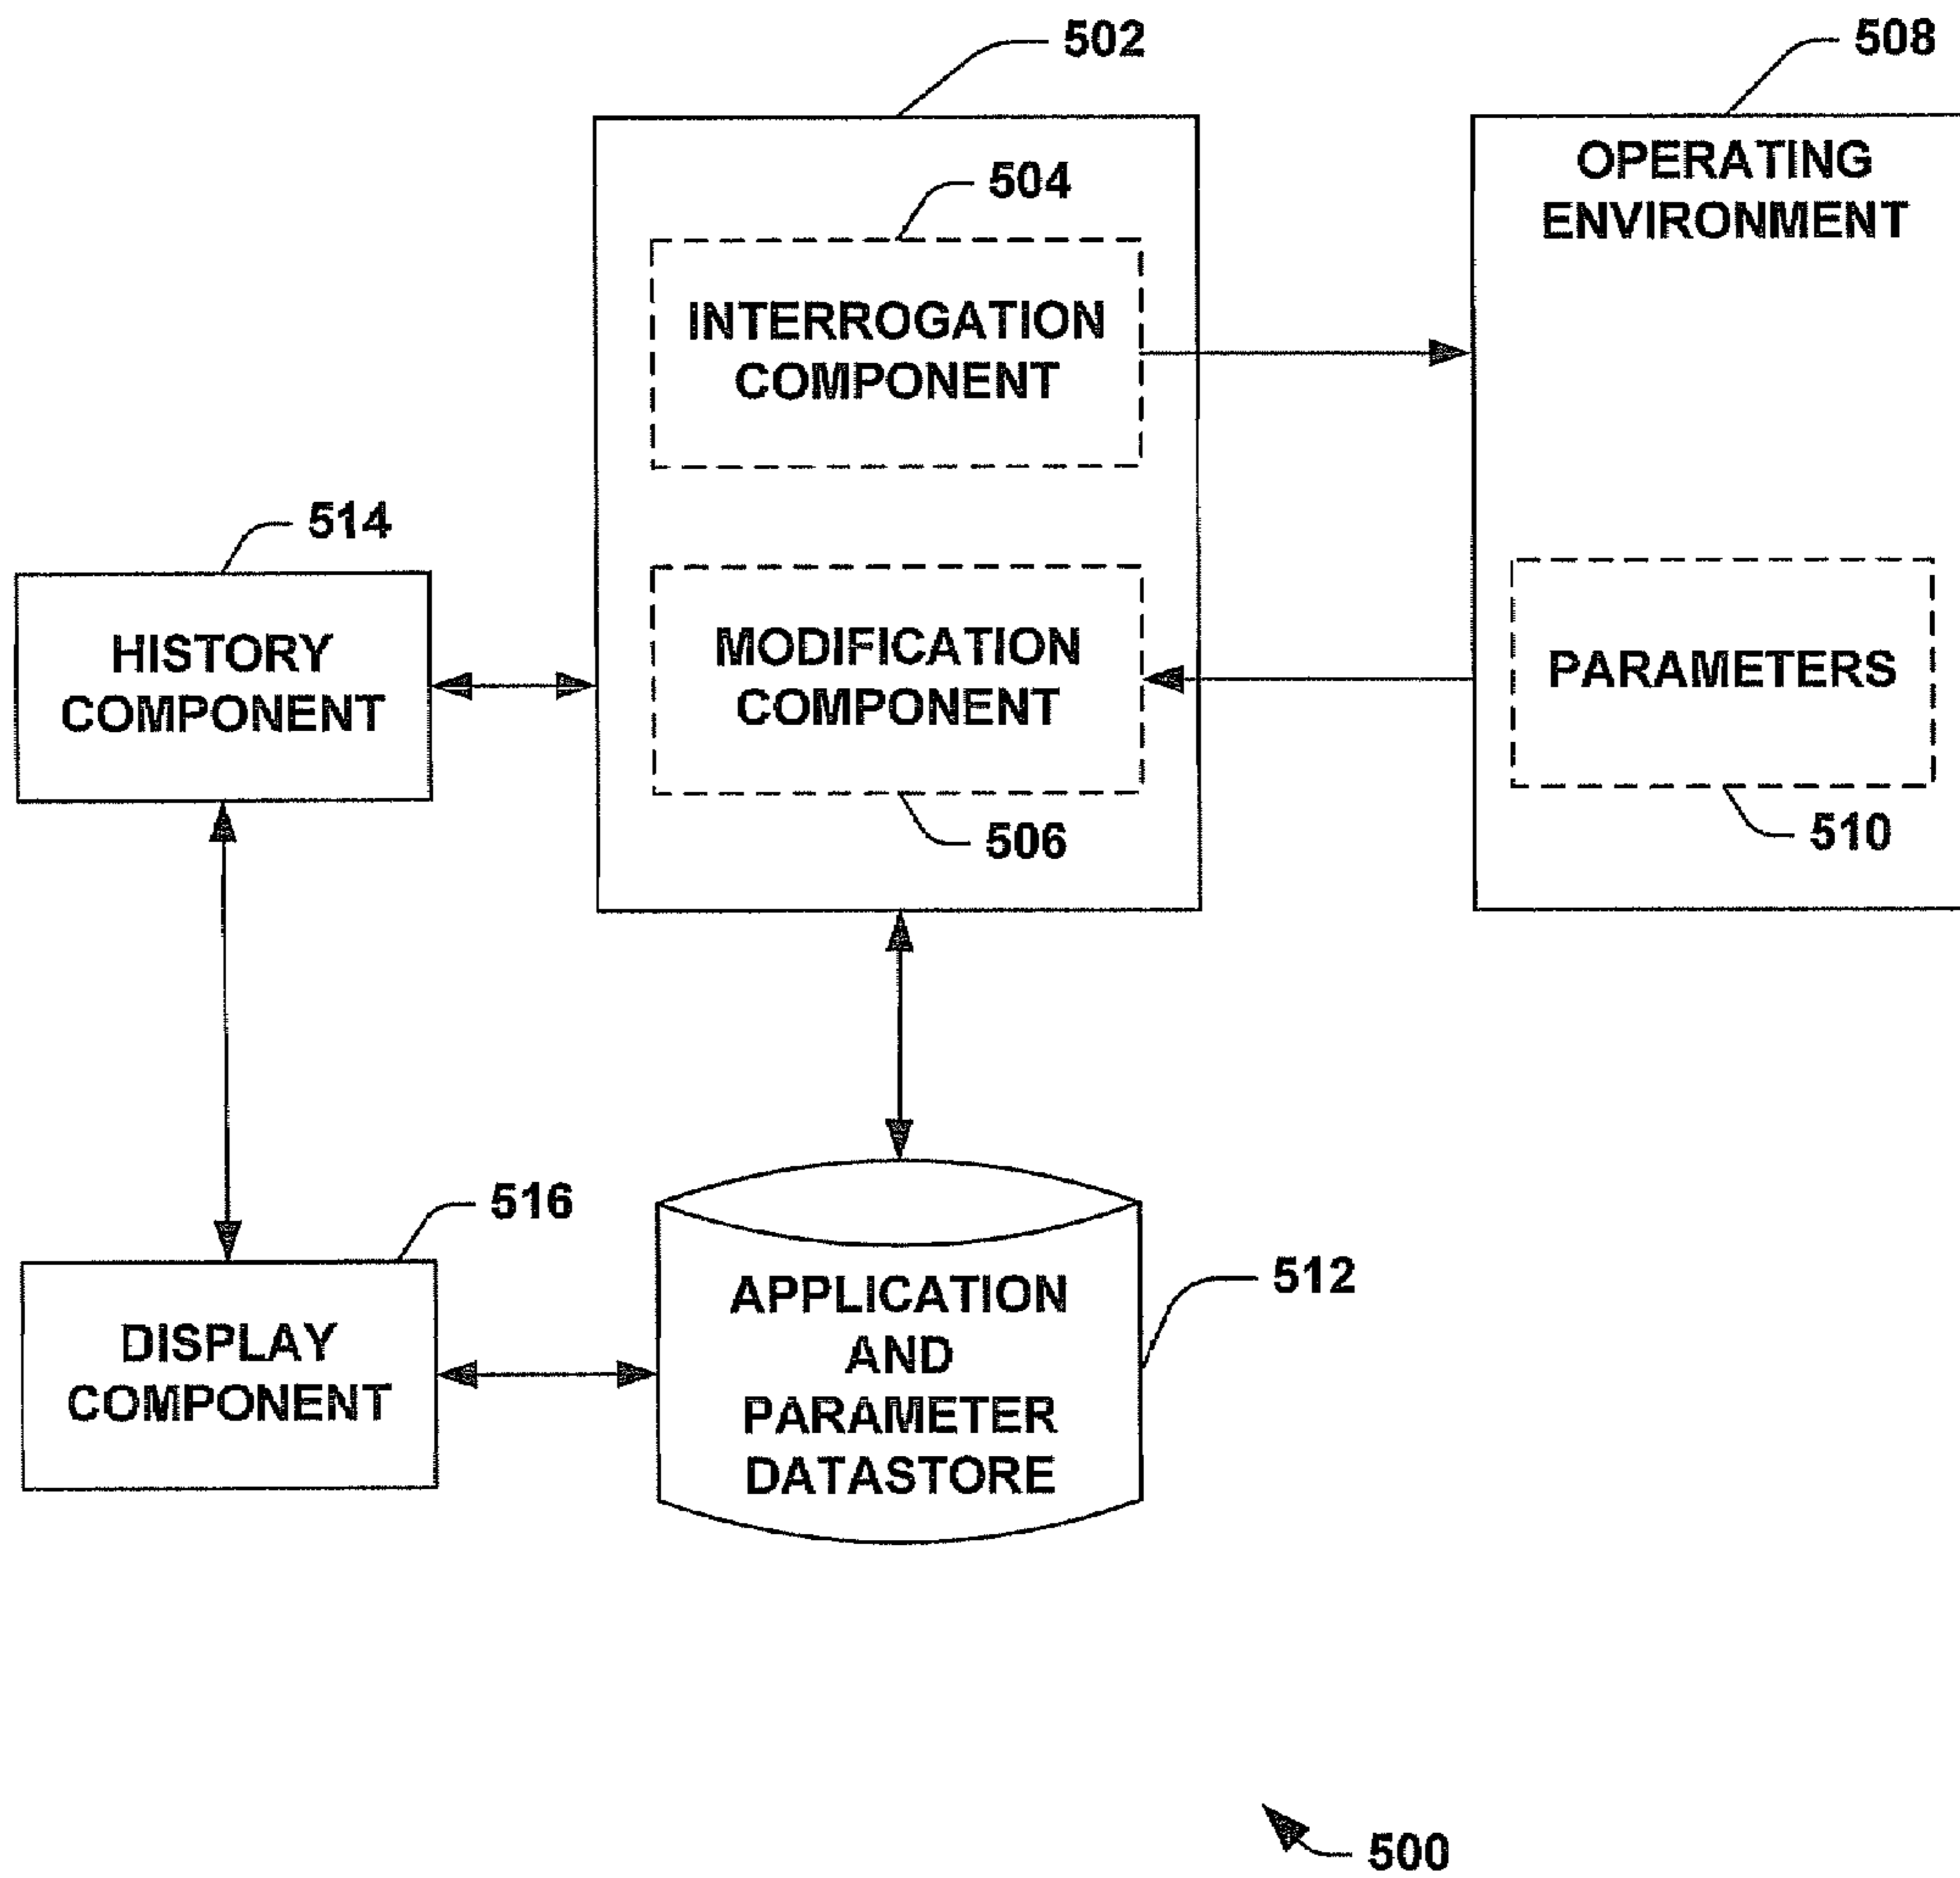 502
508
OPERATING
ENVIRONMENT
504
INTERROGATION
COMPONENT
514
HISTORY
COMPONENT
MODIFICATION
COMPONENT
PARAMETERS
506
510
516
DISPLAY
COMPONENT
512
APPLICATION
AND
PARAMETER
DATASTORE
500